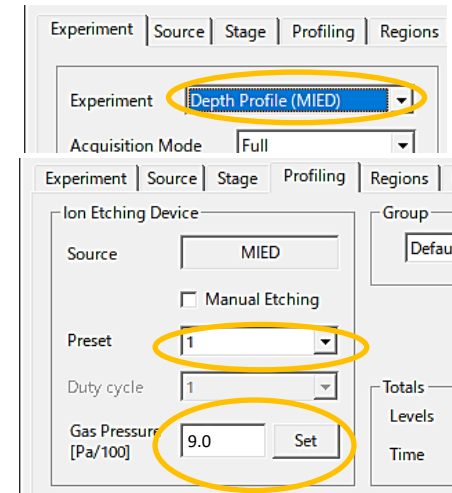 Experiment Source Stage Profiling Regions
Experiment Depth Profile (MIED)
Acquisition Mode Full
Experiment Source Stage Profiling Regions
Ion Etching Device Group
Source MIED Defau
Manual Etching
Preset 1
Duty cycle 1 Totals
Levels
Gas Pressure 9.0 Set
[Pa/100] Time